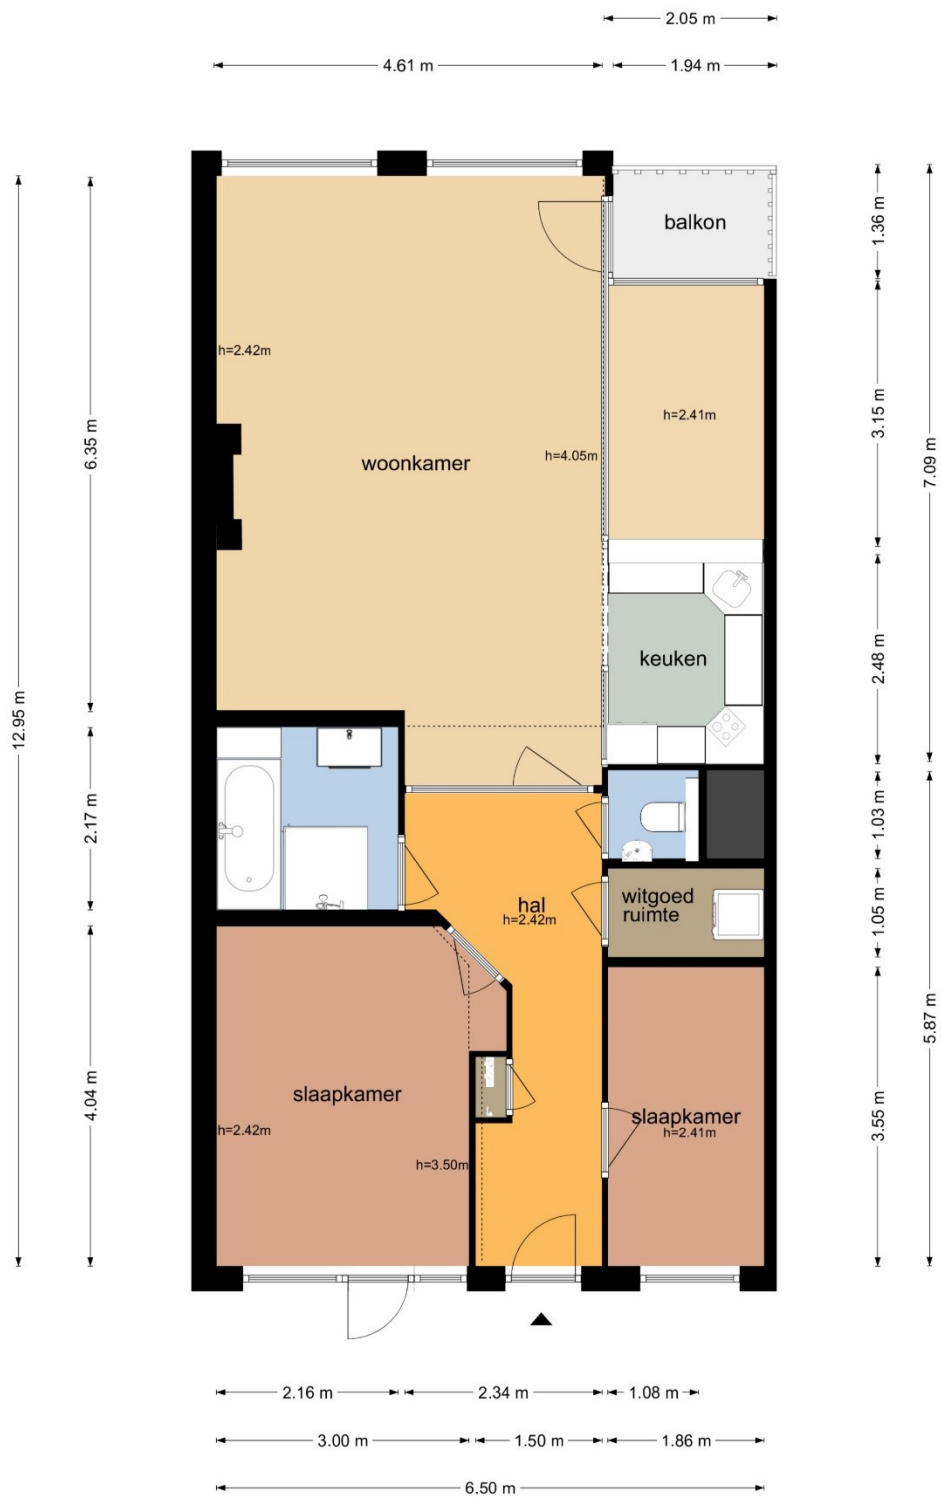 2.05 m
4.61 m
1.94 m
balkon
1.36 m
h=2.42m
h=2.41m
3.15 m
6.35 m
7.09 m
h=4.05m
woonkamer
keuken
2.48 m
12.95 m
2.17 m
1.03 m
witgoed
ruimte
hal
h=2.42m
1.05 m
5.87 m
4.04 m
slaapkamer
slaapkamer
h=2.42m
h=2.41m
3.55 m
h=3.50m
2.16 m
2.34 m
1.08 m
3.00 m
1.50 m
1.86 m
6.50 m